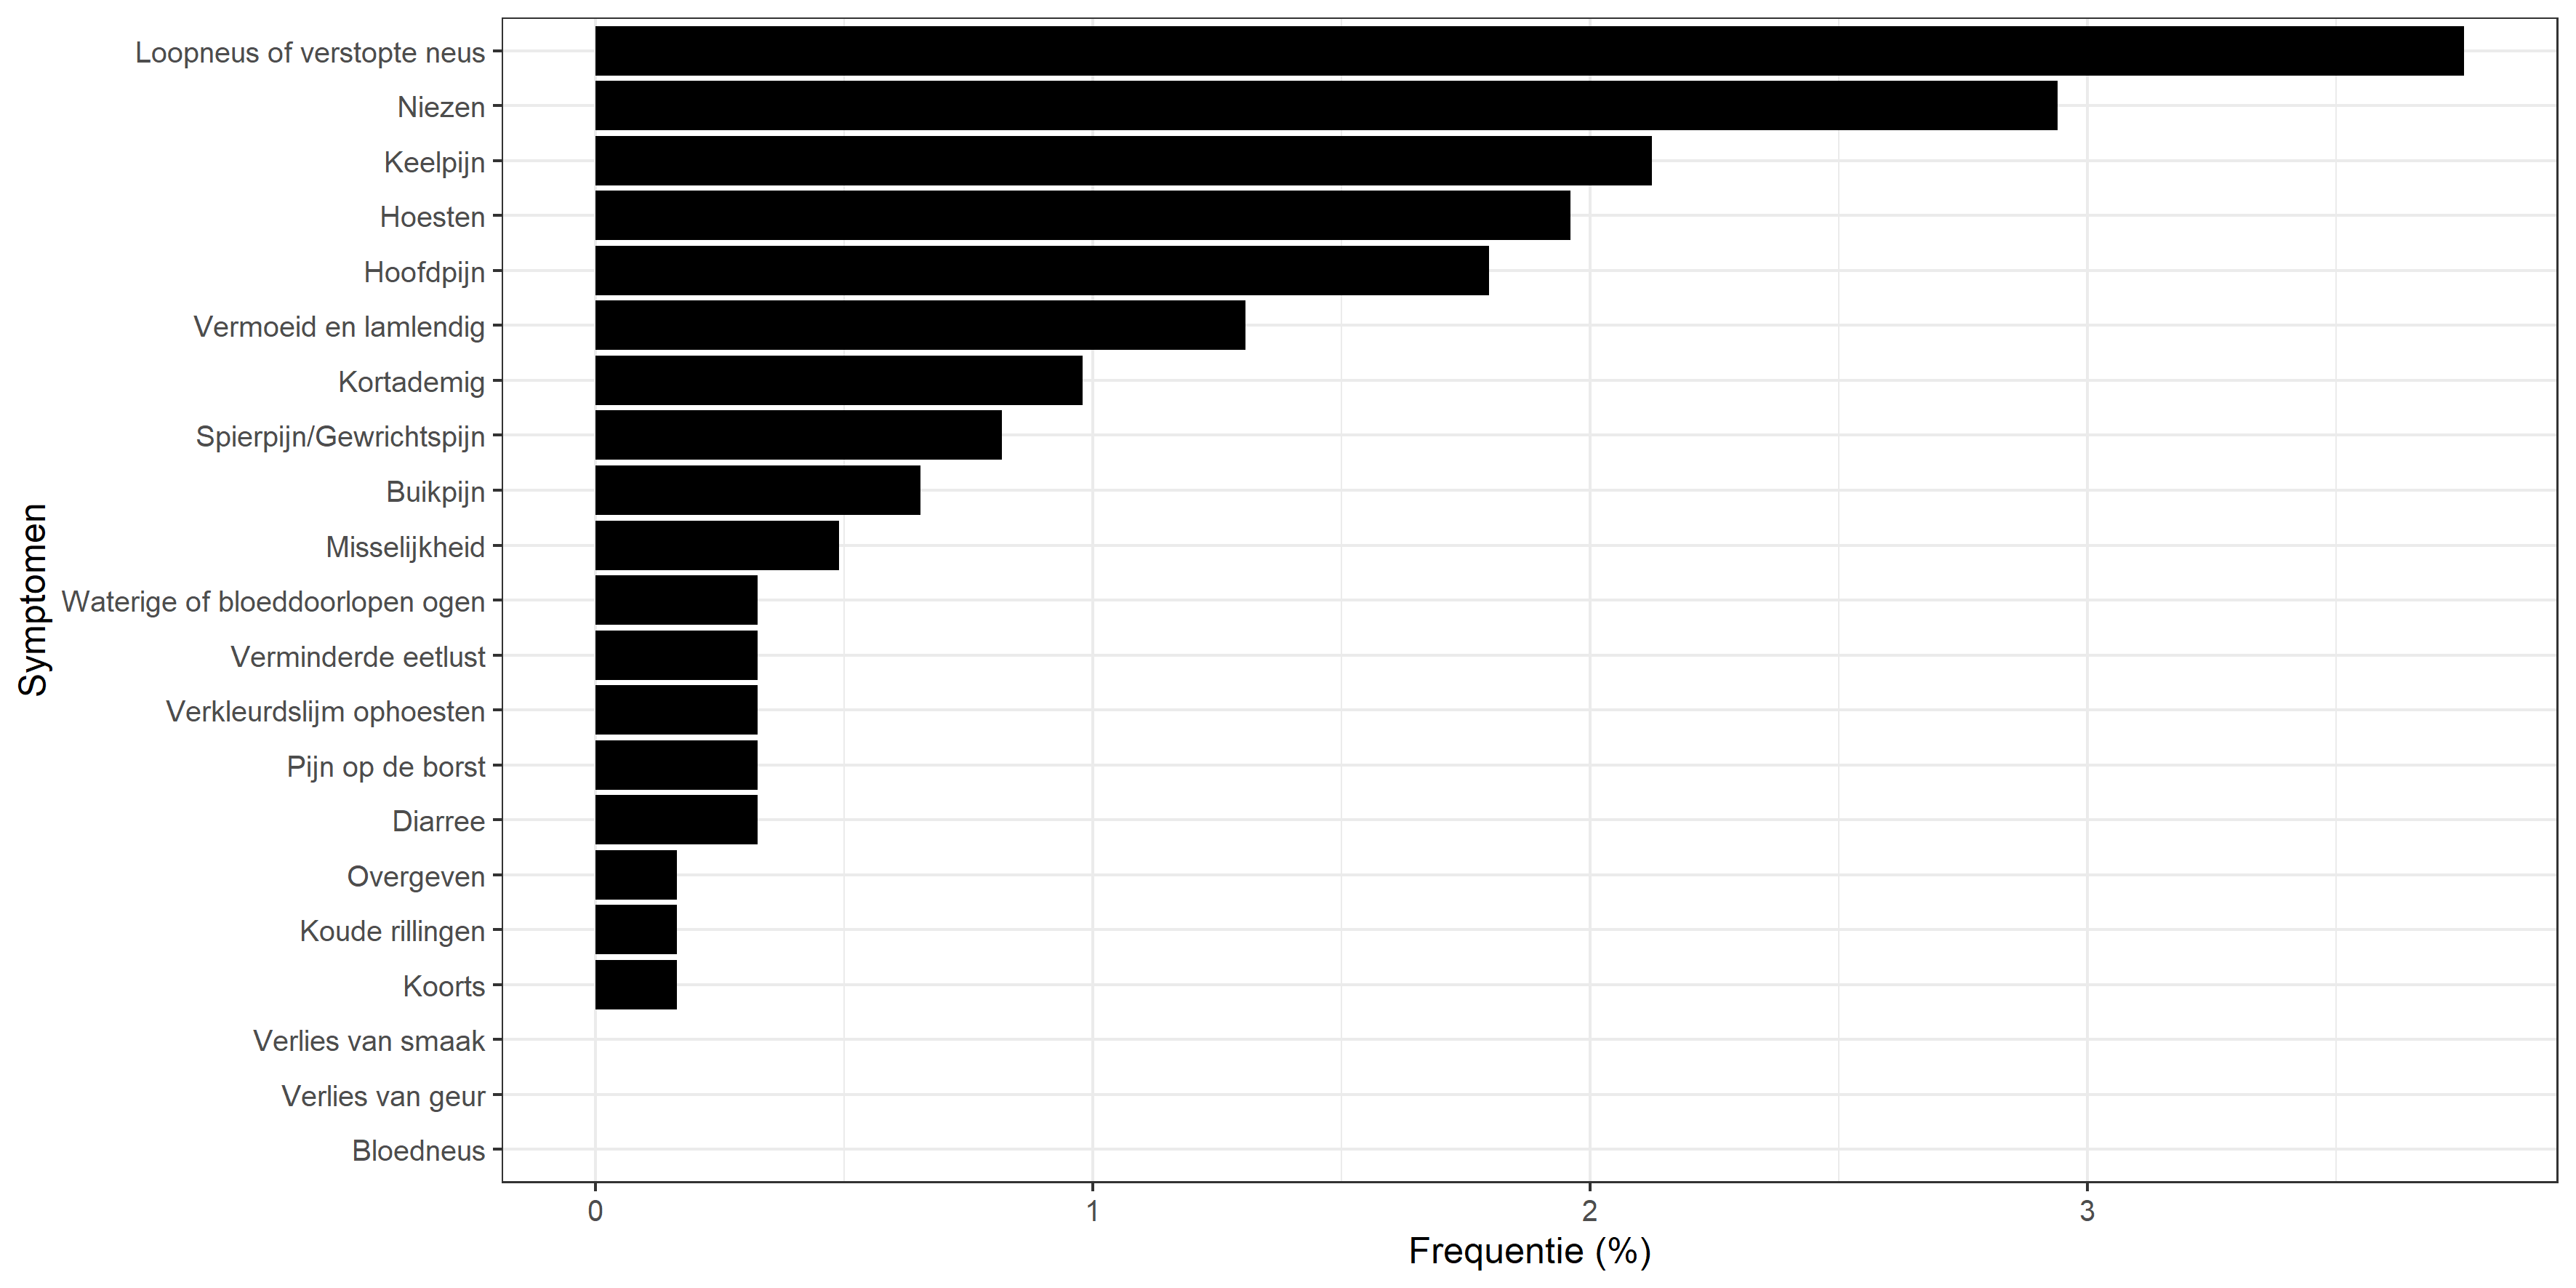 Loopneus of verstopte neus
Niezen
Keelpijn
Hoesten
Hoofdpijn
Vermoeid en lamlendig
Kortademig
Spierpijn/Gewrichtspijn
Buikpijn
Misselijkheid
Waterige of bloeddoorlopen ogen
Verminderde eetlust
Verkleurdslijm ophoesten
Pijn op de borst
Diarree
Overgeven
Koude rillingen
Koorts
Verlies van smaak
Verlies van geur
Bloedneus
Symptomen
0 1 2 3
Frequentie (%)